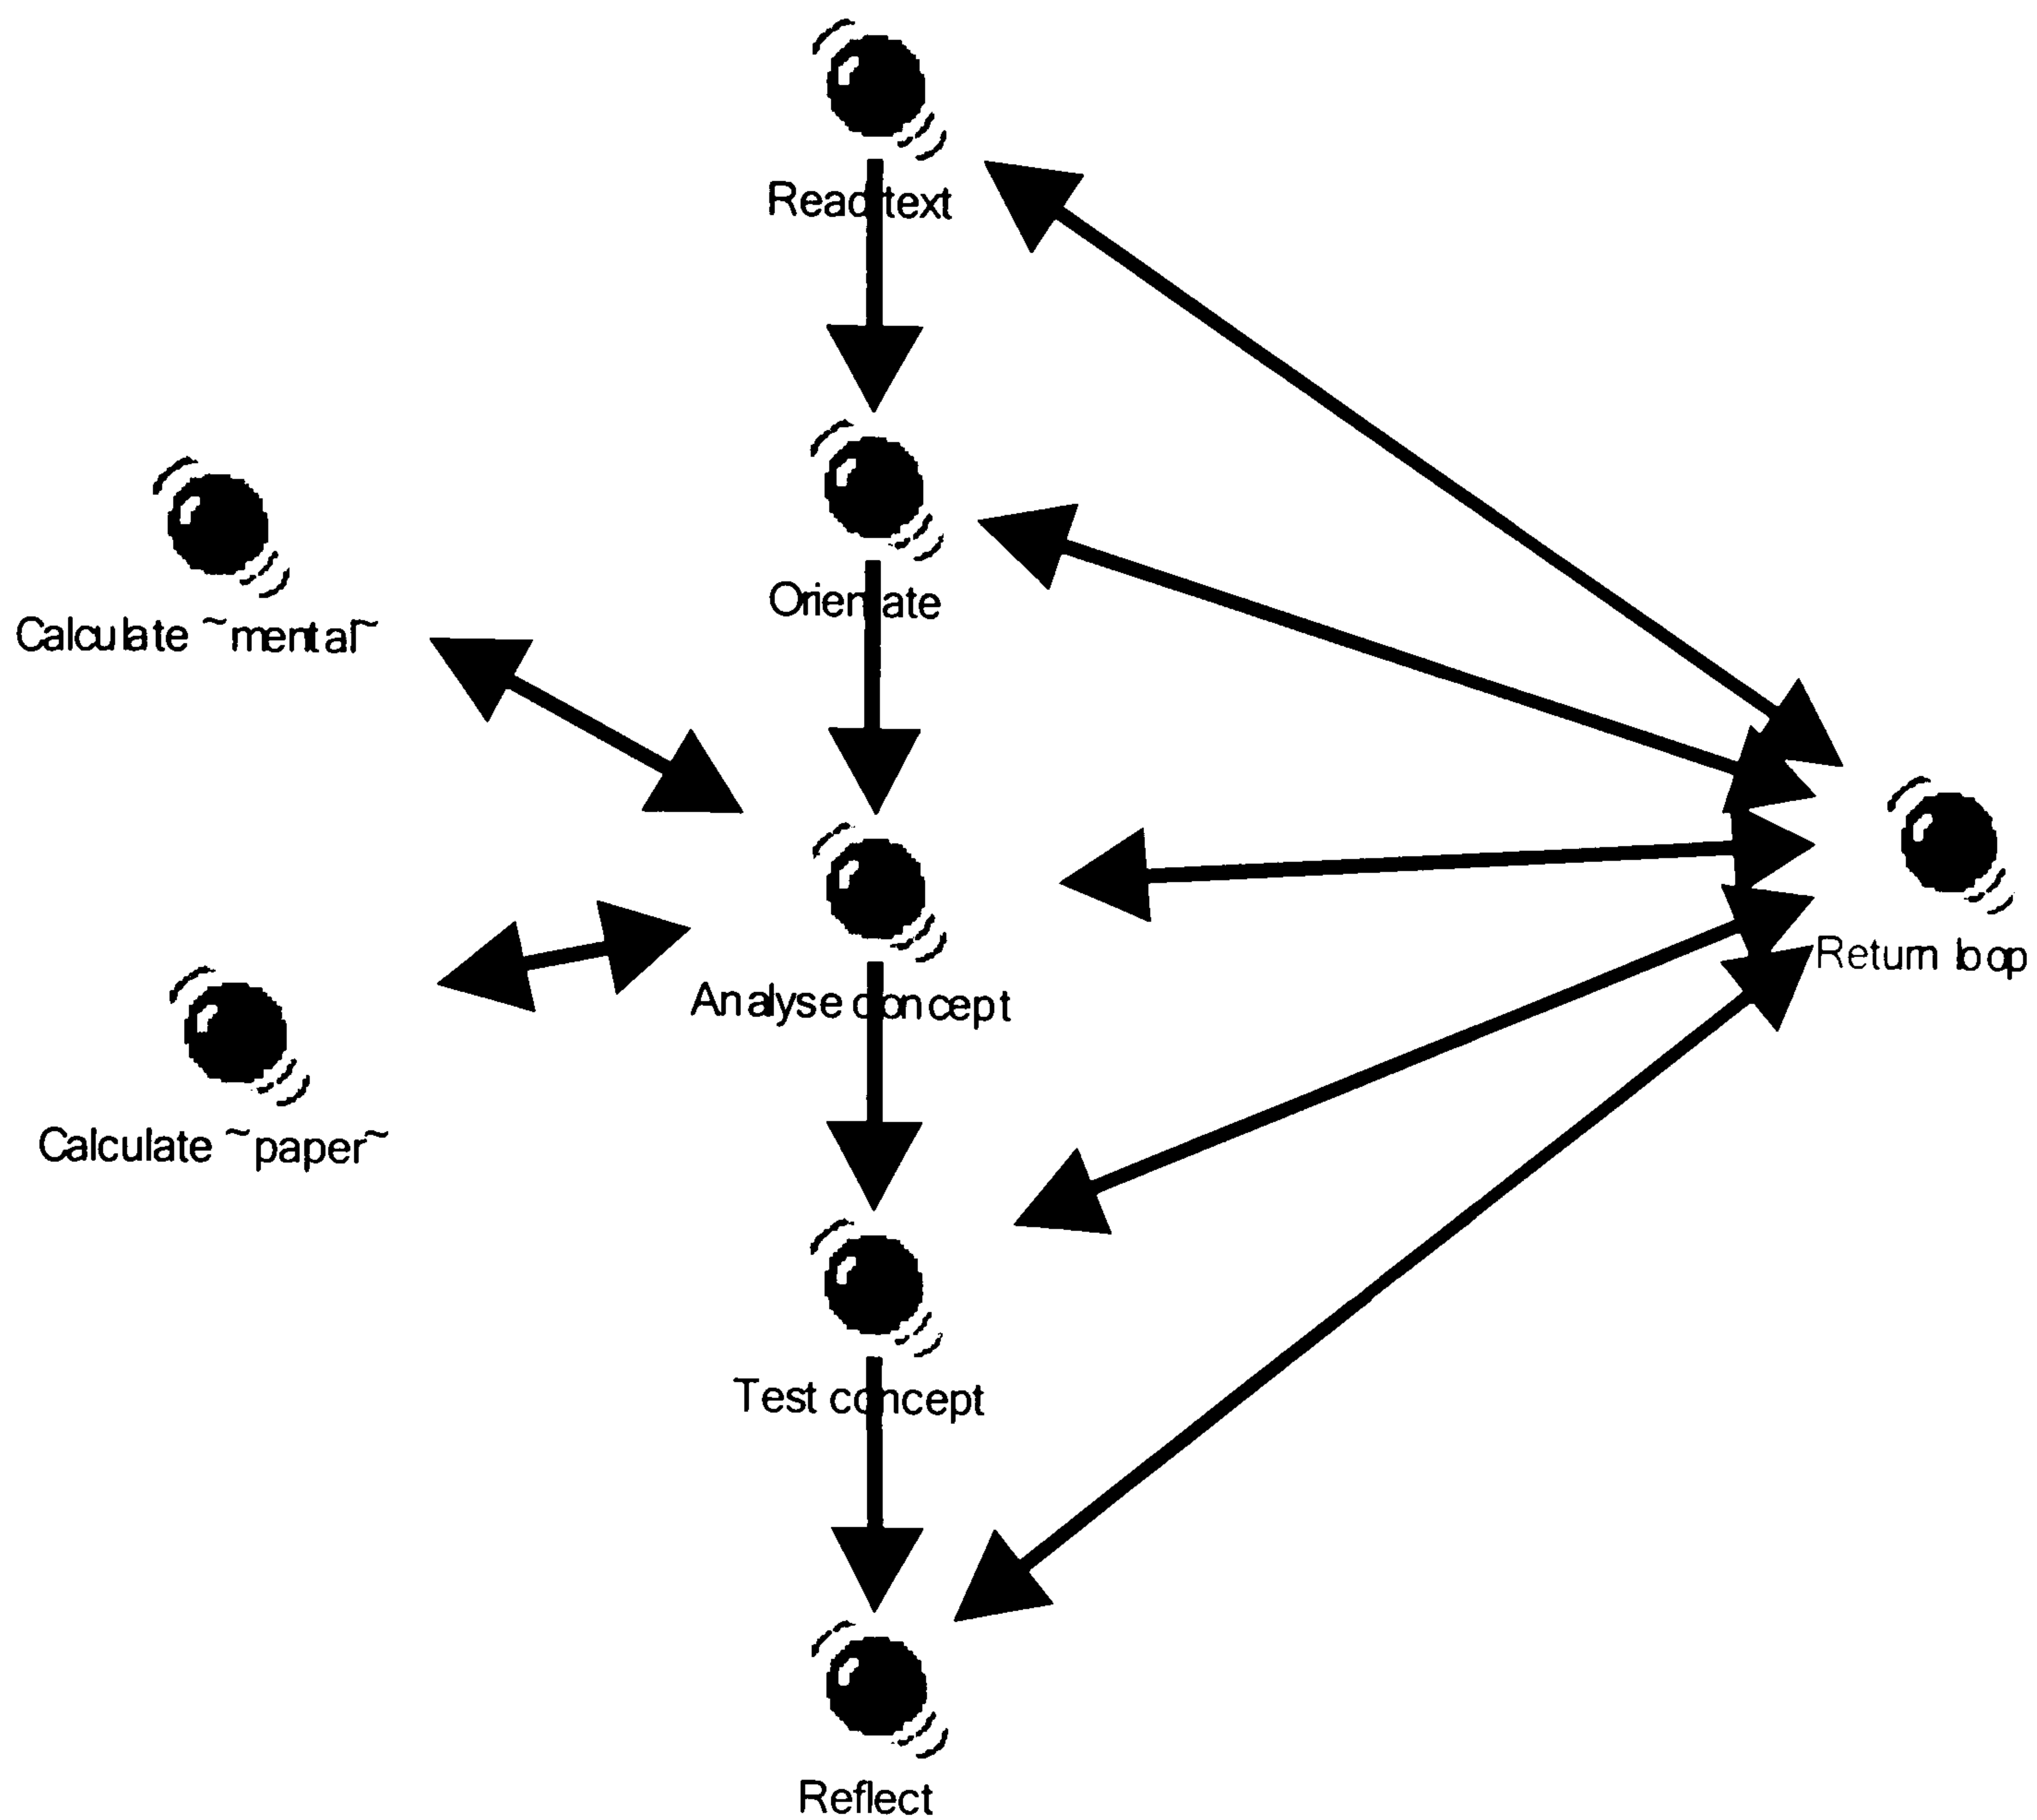 Read text
Orientate
Calculate ~mental~
Return loop
Analyse concept
Calculate ~paper~
Test concept
Reflect